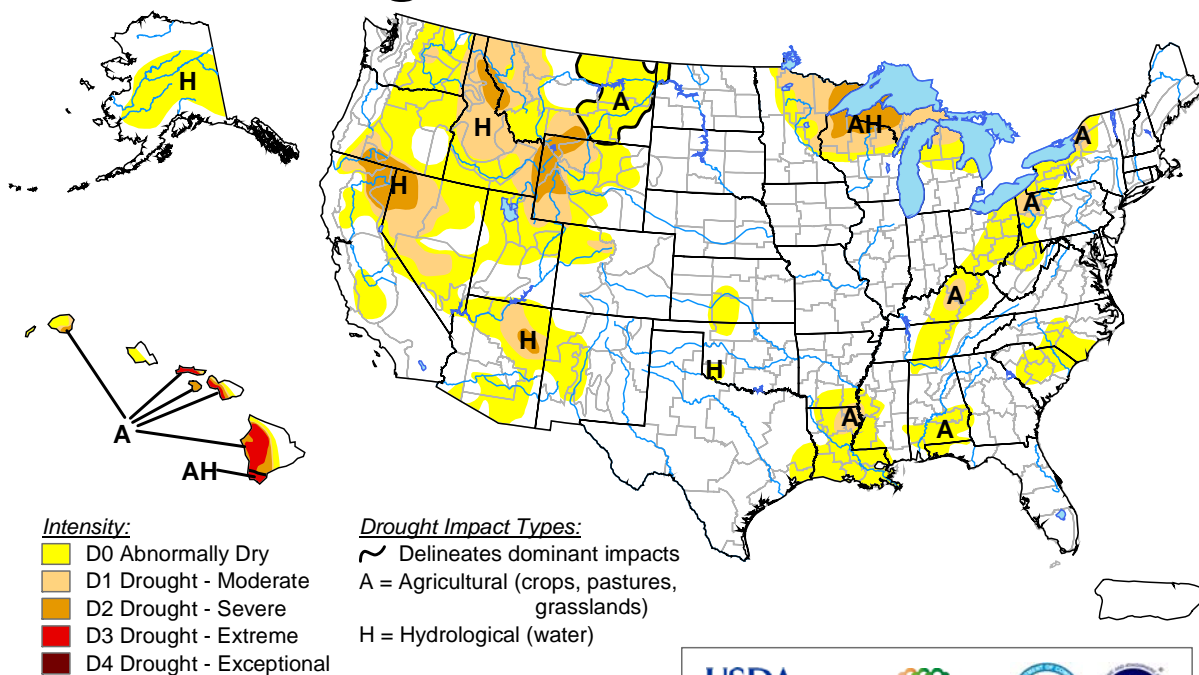 H
H
H
H
H
H
A
AH
A
A
A
A
A
A
AH
Intensity:
D0 Abnormally Dry
D1 Drought - Moderate
D2 Drought - Severe
D3 Drought - Extreme
D4 Drought - Exceptional
Drought Impact Types:
Delineates dominant impacts
A = Agricultural (crops, pastures,
grasslands)
H = Hydrological (water)
USDA